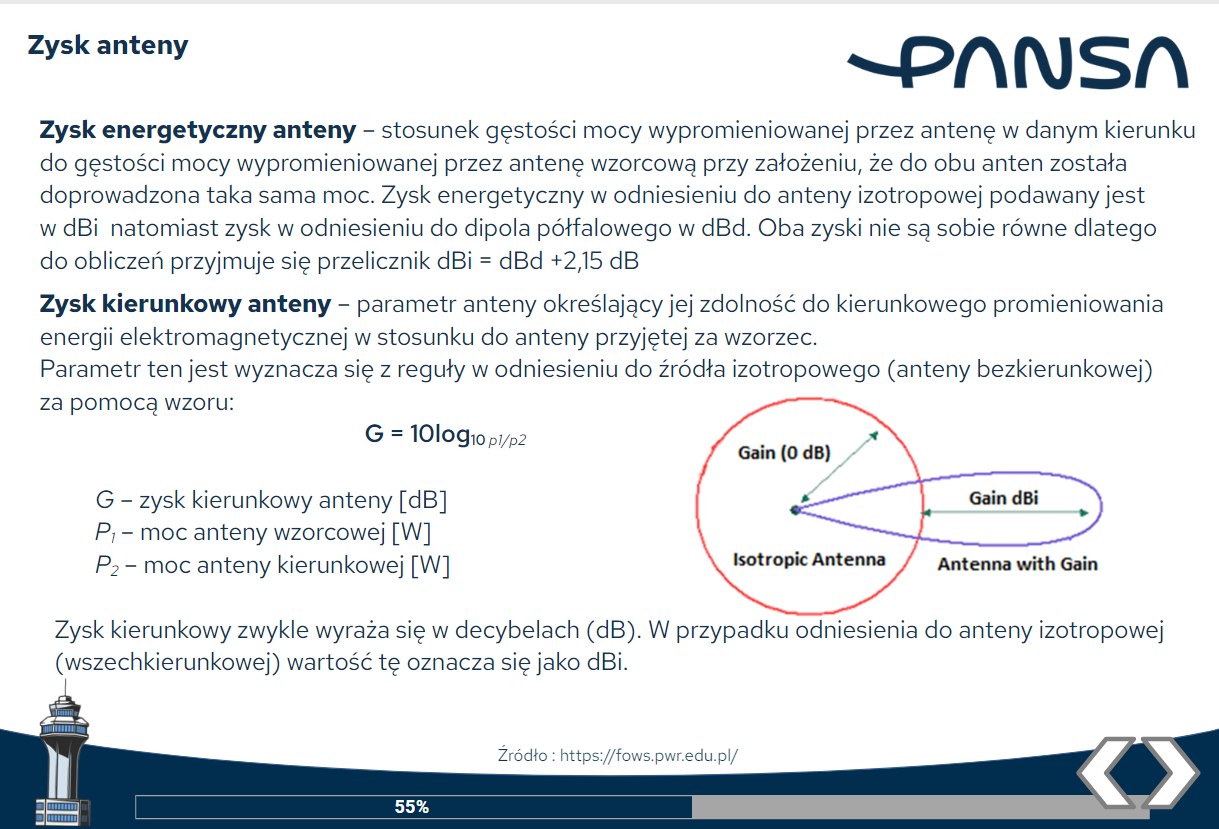 Zysk anteny
PANSA
Zysk energetyczny anteny – stosunek gęstości mocy wypromieniowanej przez antenę w danym kierunku
do gęstości mocy wypromieniowanej przez antenę wzorcową przy założeniu, że do obu anten została
doprowadzona taka sama moc. Zysk energetyczny w odniesieniu do anteny izotropowej podawany jest
w dBi  natomiast zysk w odniesieniu do dipola półfalowego w dBd. Oba zyski nie są sobie równe dlatego
do obliczeń przyjmuje się przelicznik dBi = dBd +2,15 dB
Zysk kierunkowy anteny – parametr anteny określający jej zdolność do kierunkowego promieniowania
energii elektromagnetycznej w stosunku do anteny przyjętej za wzorzec.
Parametr ten jest wyznacza się z reguły w odniesieniu do źródła izotropowego (anteny bezkierunkowej)
za pomocą wzoru:
G = 10log₁₀ p1/p2
G – zysk kierunkowy anteny [dB]
P₁ – moc anteny wzorcowej [W]
P₂ – moc anteny kierunkowej [W]
Gain (0 dB)
Gain dBi
Isotropic Antenna
Antenna with Gain
Zysk kierunkowy zwykle wyraża się w decybelach (dB). W przypadku odniesienia do anteny izotropowej
(wszechkierunkowej) wartość tę oznacza się jako dBi.
Źródło : https://fows.pwr.edu.pl/
55%